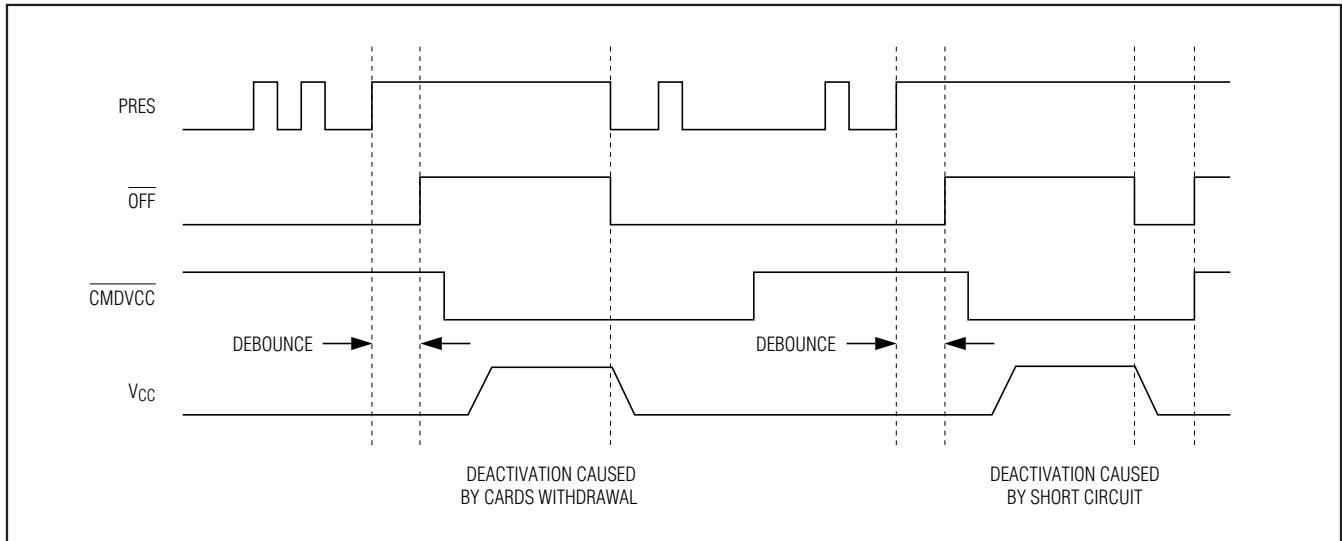 PRES
OFF
CMDVCC
DEBOUNCE
DEBOUNCE
VCC
DEACTIVATION CAUSED
BY CARDS WITHDRAWAL
DEACTIVATION CAUSED
BY SHORT CIRCUIT